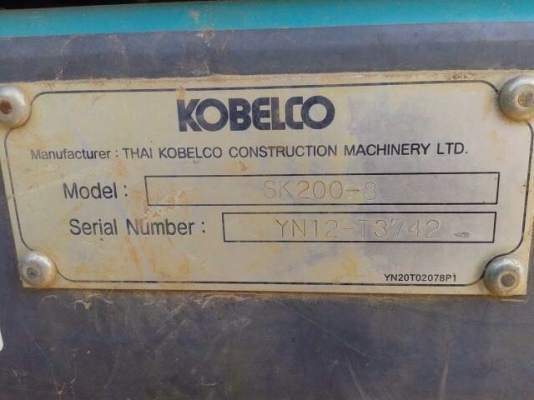 KOBELCO
Manufacturer : THAI KOBELCO CONSTRUCTION MACHINERY LTD.
Model : SK200-8
Serial Number : YN12-T3742
YN20T02078P1